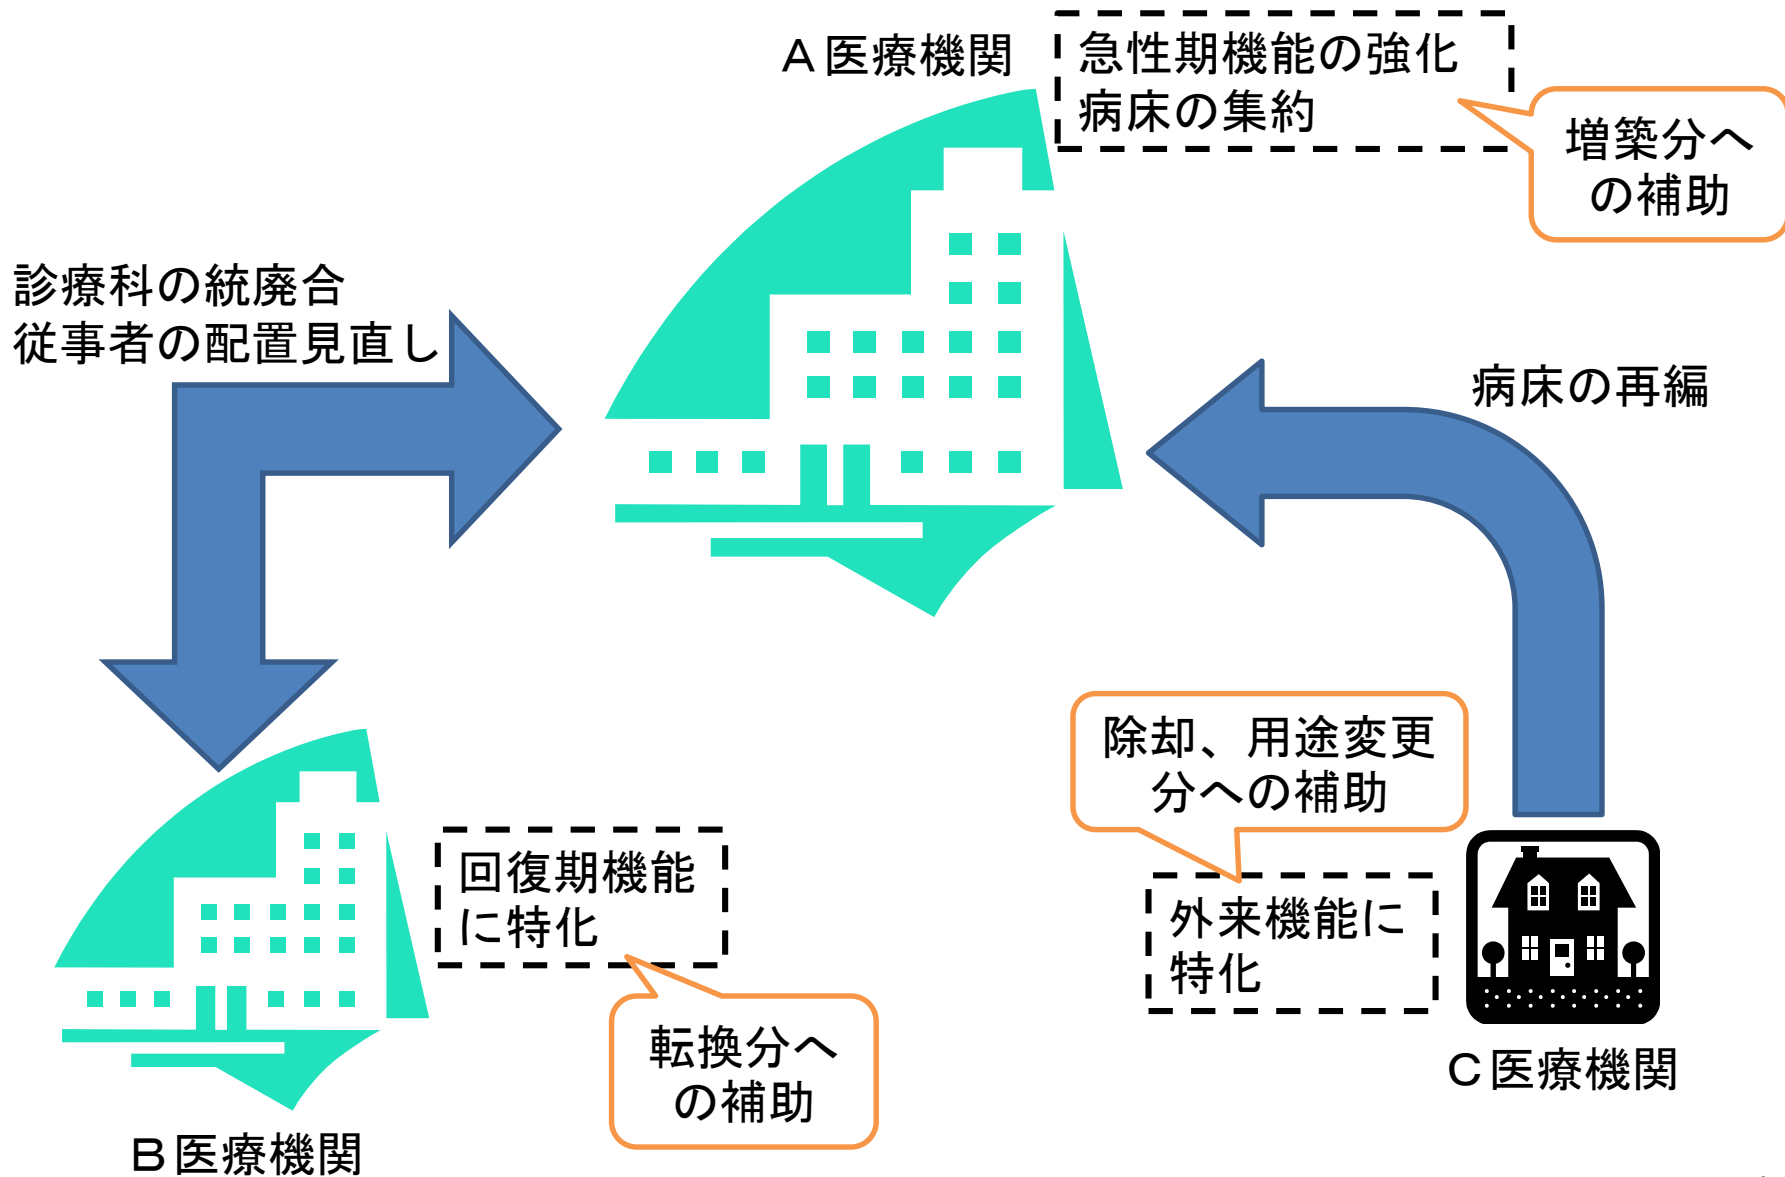 A医療機関
急性期機能の強化
病床の集約
増築分へ
の補助
診療科の統廃合
従事者の配置見直し
病床の再編
除却、用途変更
分への補助
回復期機能
に特化
外来機能に
特化
転換分へ
の補助
C医療機関
B医療機関